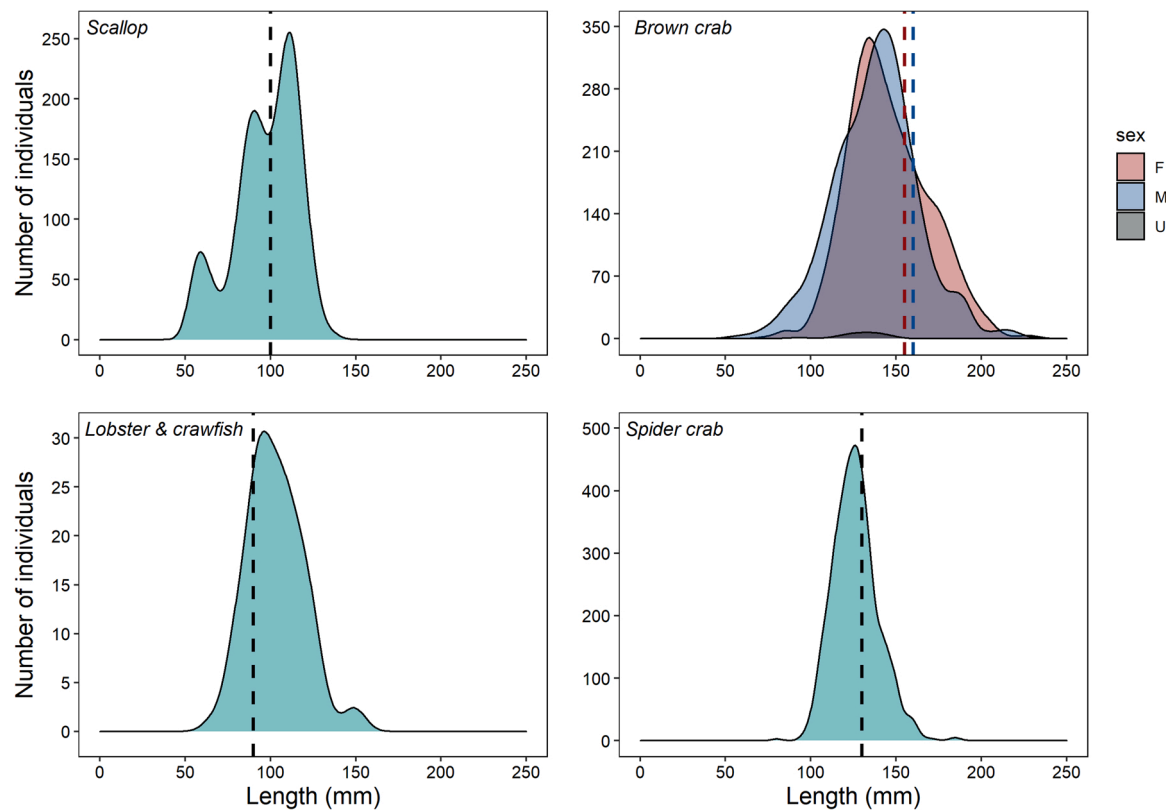 Scallop
Number of individuals
250
200
150
100
50
0
0 50 100 150 200 250
Brown crab
350
280
210
140
70
0
0 50 100 150 200 250
sex
F
M
U
Lobster & crawfish
Number of individuals
30
25
20
15
10
5
0
0 50 100 150 200 250
Length (mm)
Spider crab
500
400
300
200
100
0
0 50 100 150 200 250
Length (mm)